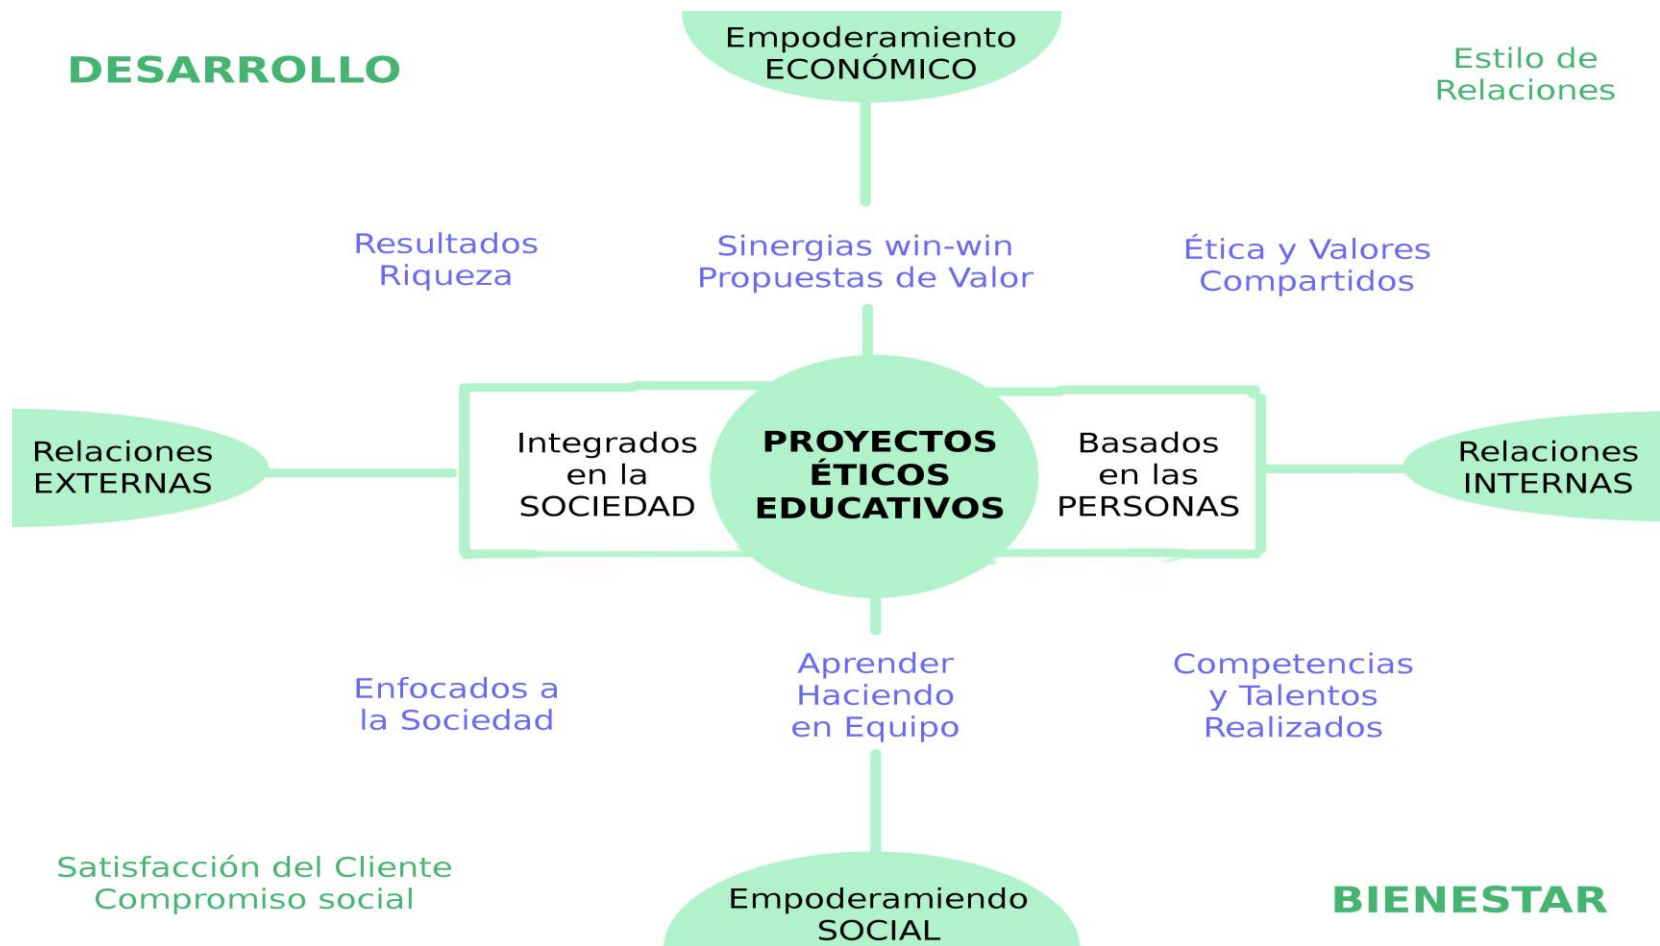 Empoderamiento
ECONÓMICO
DESARROLLO
Estilo de
Relaciones
Resultados
Riqueza
Sinergias win-win
Propuestas de Valor
Ética y Valores
Compartidos
Relaciones
EXTERNAS
Integrados
en la
SOCIEDAD
PROYECTOS
ÉTICOS
EDUCATIVOS
Basados
en las
PERSONAS
Relaciones
INTERNAS
Enfocados a
la Sociedad
Aprender
Haciendo
en Equipo
Competencias
y Talentos
Realizados
Satisfacción del Cliente
Compromiso social
Empoderamiendo
SOCIAL
BIENESTAR